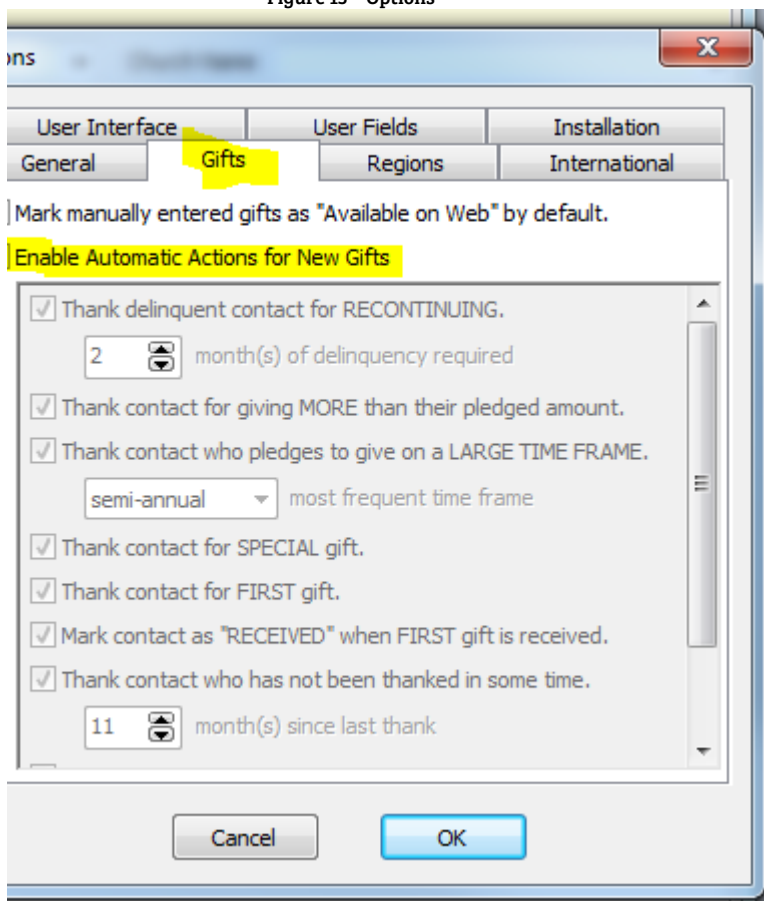 Figure 15 - Options
ons
User Interface User Fields Installation
General Gifts Regions International
Mark manually entered gifts as "Available on Web" by default.
Enable Automatic Actions for New Gifts
Thank delinquent contact for RECONTINUING.
2 month(s) of delinquency required
Thank contact for giving MORE than their pledged amount.
Thank contact who pledges to give on a LARGE TIME FRAME.
semi-annual most frequent time frame
Thank contact for SPECIAL gift.
Thank contact for FIRST gift.
Mark contact as "RECEIVED" when FIRST gift is received.
Thank contact who has not been thanked in some time.
11 month(s) since last thank
Cancel OK